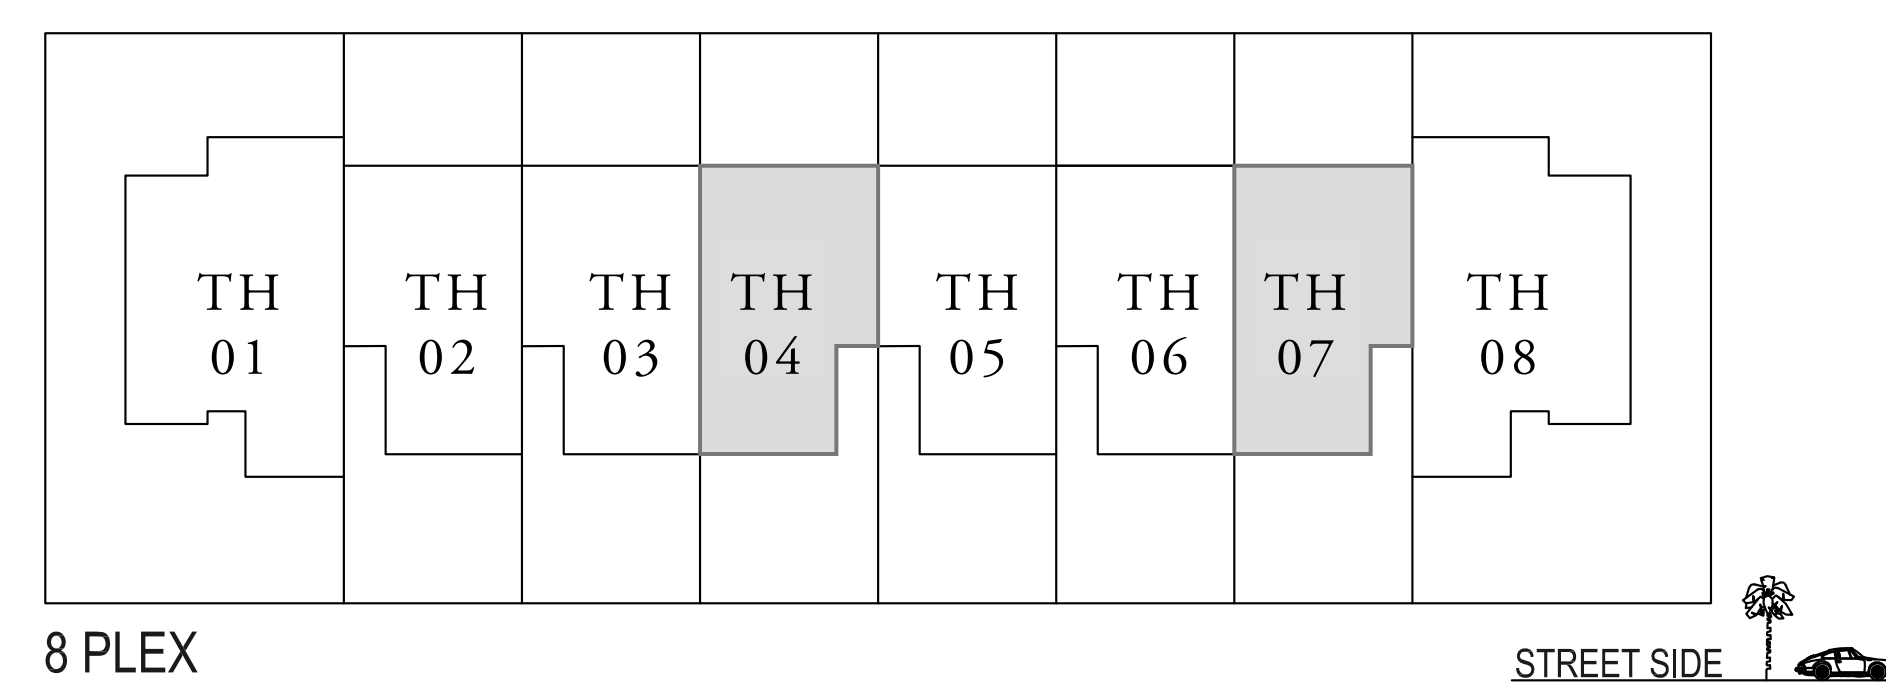 TH TH TH TH TH TH TH TH
01 02 03 04 05 06 07 08
8 PLEX
STREET SIDE